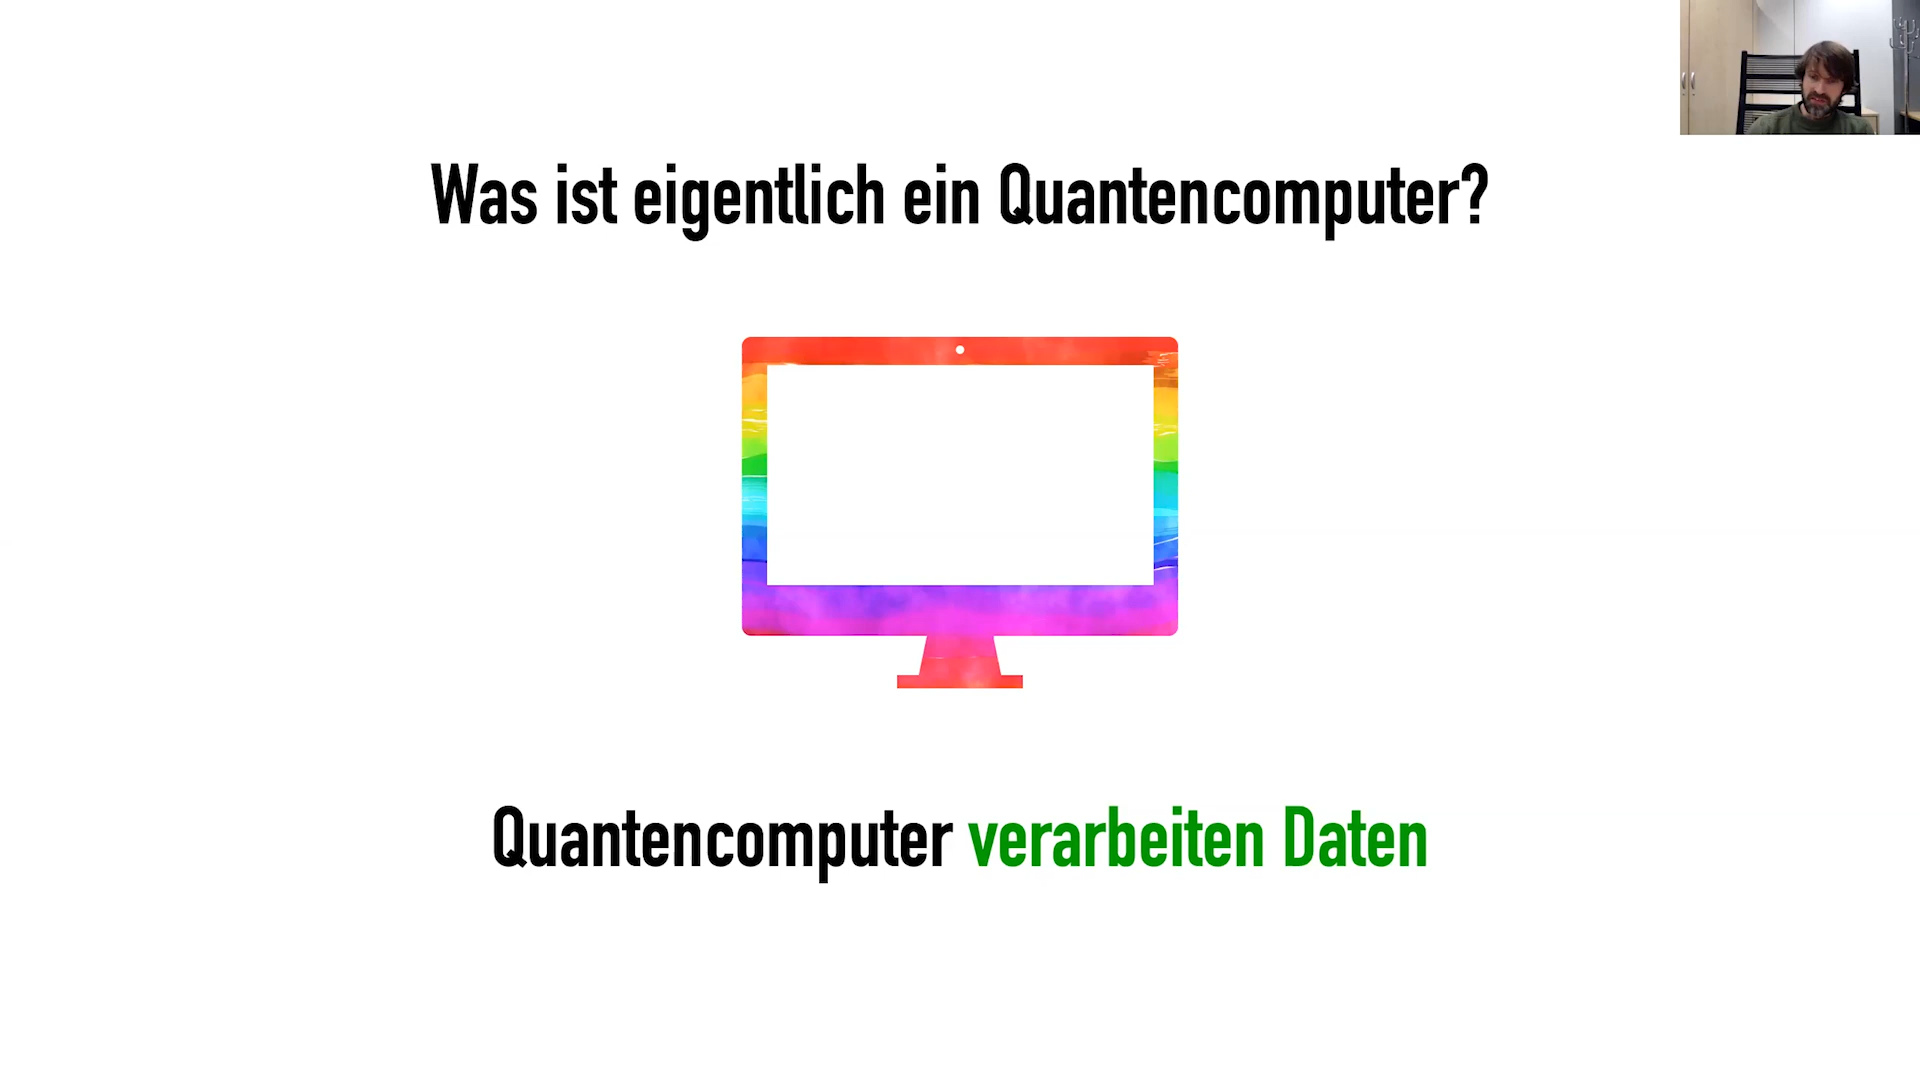 Was ist eigentlich ein Quantencomputer?
Quantencomputer verarbeiten Daten